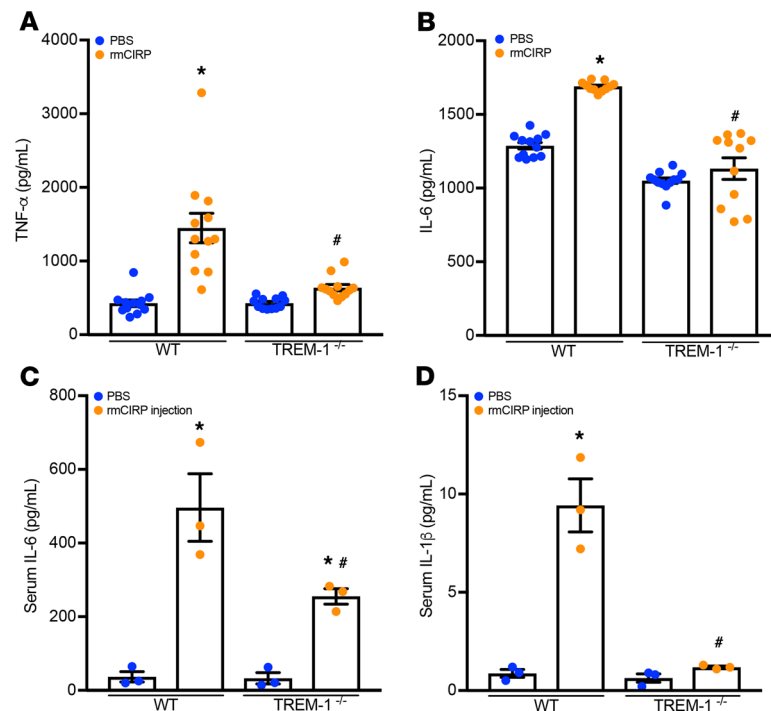 A
PBS
rmCIRP
TNF-α (pg/mL)
4000
3000
2000
1000
0
*
#
WT
TREM-1 -/-
B
PBS
rmCIRP
IL-6 (pg/mL)
2000
1500
1000
500
0
*
#
WT
TREM-1 -/-
C
PBS
rmCIRP injection
Serum IL-6 (pg/mL)
800
600
400
200
0
*
* #
WT
TREM-1 -/-
D
PBS
rmCIRP injection
Serum IL-1β (pg/mL)
15
10
5
0
*
#
WT
TREM-1 -/-